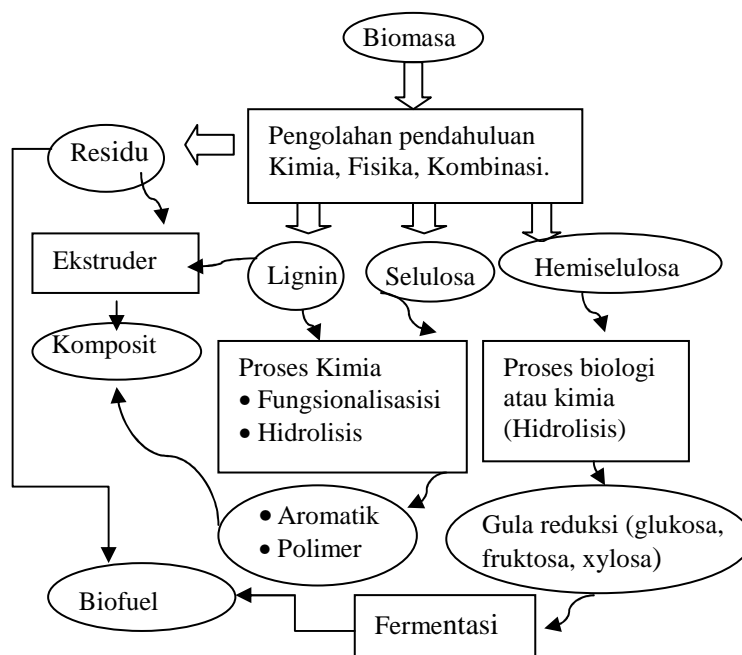 Biomasa
Pengolahan pendahuluan
Kimia, Fisika, Kombinasi.
Residu
Ekstruder
Lignin
Selulosa
Hemiselulosa
Komposit
Proses Kimia
• Fungsionalisasisi
• Hidrolisis
Proses biologi
atau kimia
(Hidrolisis)
• Aromatik
• Polimer
Gula reduksi (glukosa,
fruktosa, xylosa)
Biofuel
Fermentasi